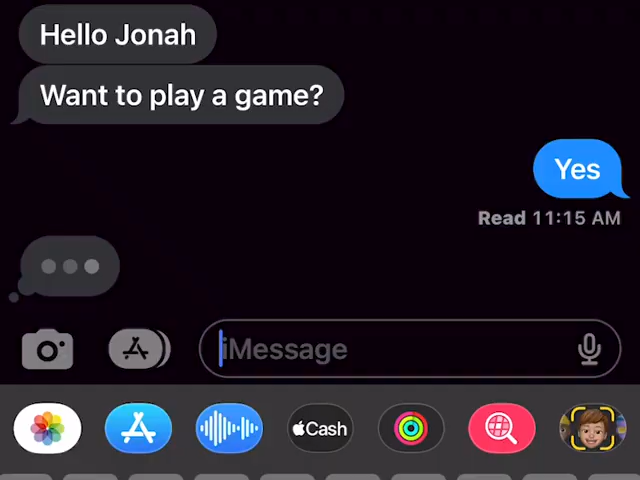 Hello Jonah
Want to play a game?
Yes
Read 11:15 AM
iMessage
Cash